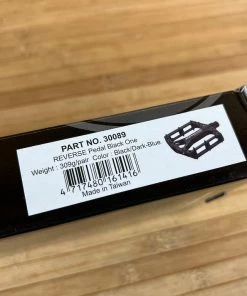 PART NO. 30089
REVERSE Pedal Black One
Weight : 309g/pair Color : Black/Dark-Blue
4 717480 161416
Made in Taiwan